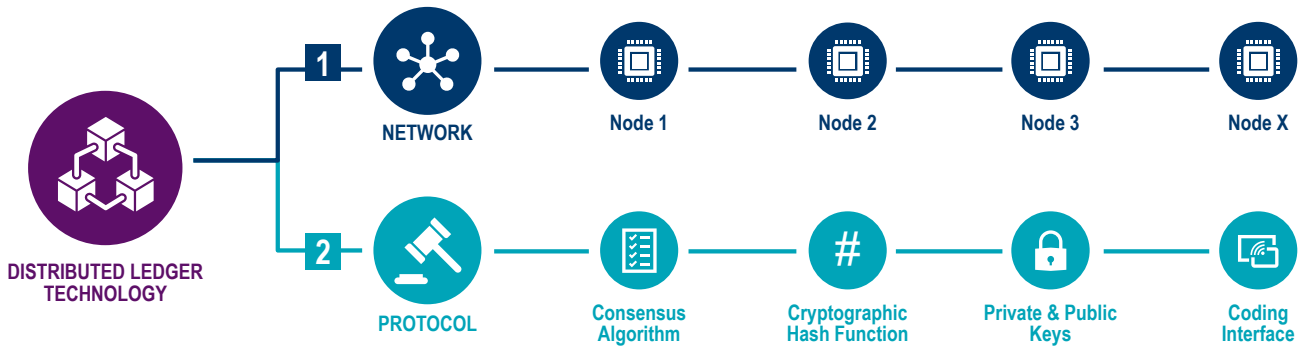 1
NETWORK
Node 1
Node 2
Node 3
Node X
DISTRIBUTED LEDGER
TECHNOLOGY
2
PROTOCOL
Consensus
Algorithm
#
Cryptographic
Hash Function
Private & Public
Keys
Coding
Interface